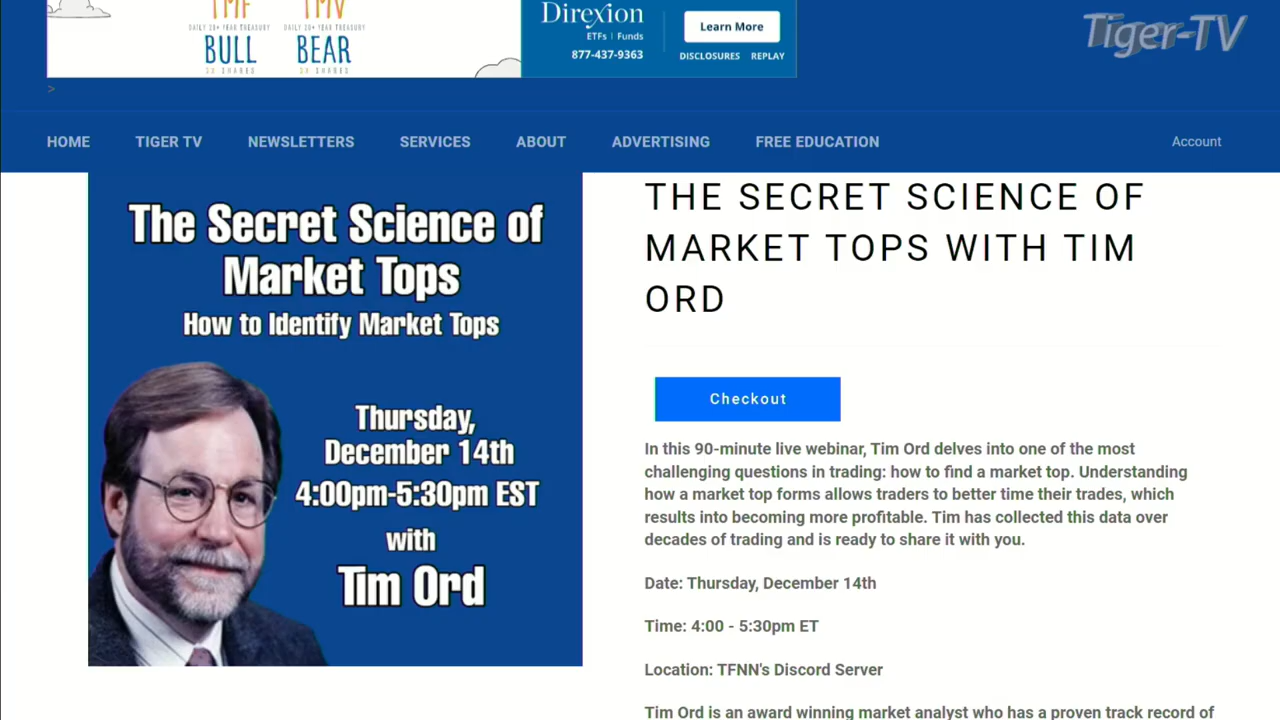 TMF
TMV
DAILY 20+ YEAR TREASURY
DAILY 20+ YEAR TREASURY
BULL
BEAR
3X SHARES
3X SHARES
Direxion
ETFs | Funds
877-437-9363
Learn More
DISCLOSURES REPLAY
Tiger-TV
>
HOME TIGER TV NEWSLETTERS SERVICES ABOUT ADVERTISING FREE EDUCATION Account
The Secret Science of
Market Tops
How to Identify Market Tops
Thursday,
December 14th
4:00pm-5:30pm EST
with
Tim Ord
THE SECRET SCIENCE OF
MARKET TOPS WITH TIM
ORD
Checkout
In this 90-minute live webinar, Tim Ord delves into one of the most
challenging questions in trading: how to find a market top. Understanding
how a market top forms allows traders to better time their trades, which
results into becoming more profitable. Tim has collected this data over
decades of trading and is ready to share it with you.
Date: Thursday, December 14th
Time: 4:00 - 5:30pm ET
Location: TFNN's Discord Server
Tim Ord is an award winning market analyst who has a proven track record of